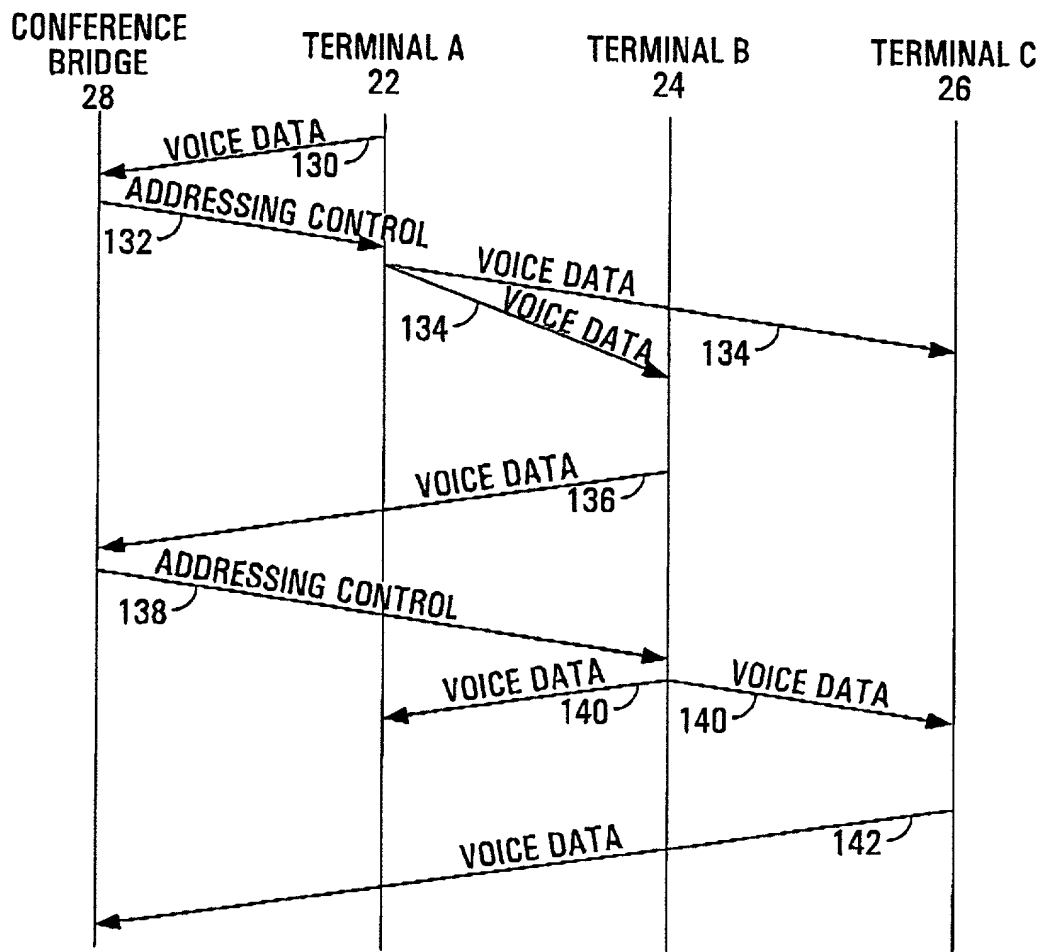 CONFERENCE
BRIDGE
28
TERMINAL A
22
TERMINAL B
24
TERMINAL C
26
VOICE DATA
130
ADDRESSING CONTROL
132
VOICE DATA
134
VOICE DATA
134
VOICE DATA
136
ADDRESSING CONTROL
138
VOICE DATA
140
VOICE DATA
140
VOICE DATA
142